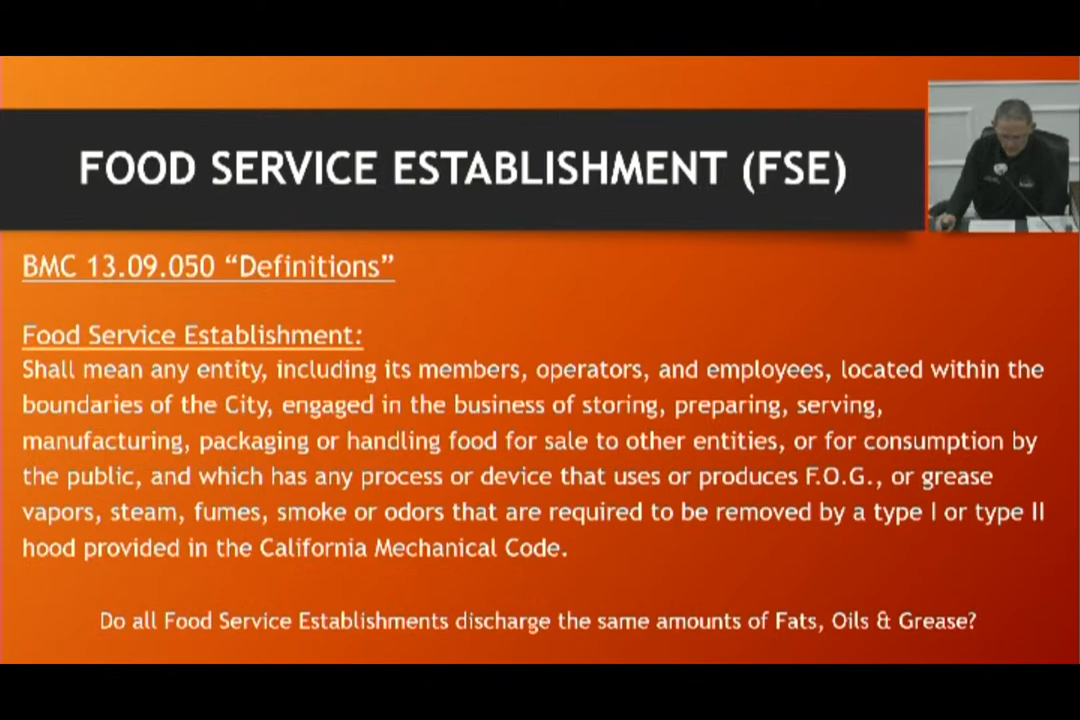 FOOD SERVICE ESTABLISHMENT (FSE)
BMC 13.09.050 “Definitions”
Food Service Establishment:
Shall mean any entity, including its members, operators, and employees, located within the
boundaries of the City, engaged in the business of storing, preparing, serving,
manufacturing, packaging or handling food for sale to other entities, or for consumption by
the public, and which has any process or device that uses or produces F.O.G., or grease
vapors, steam, fumes, smoke or odors that are required to be removed by a type I or type II
hood provided in the California Mechanical Code.
Do all Food Service Establishments discharge the same amounts of Fats, Oils & Grease?